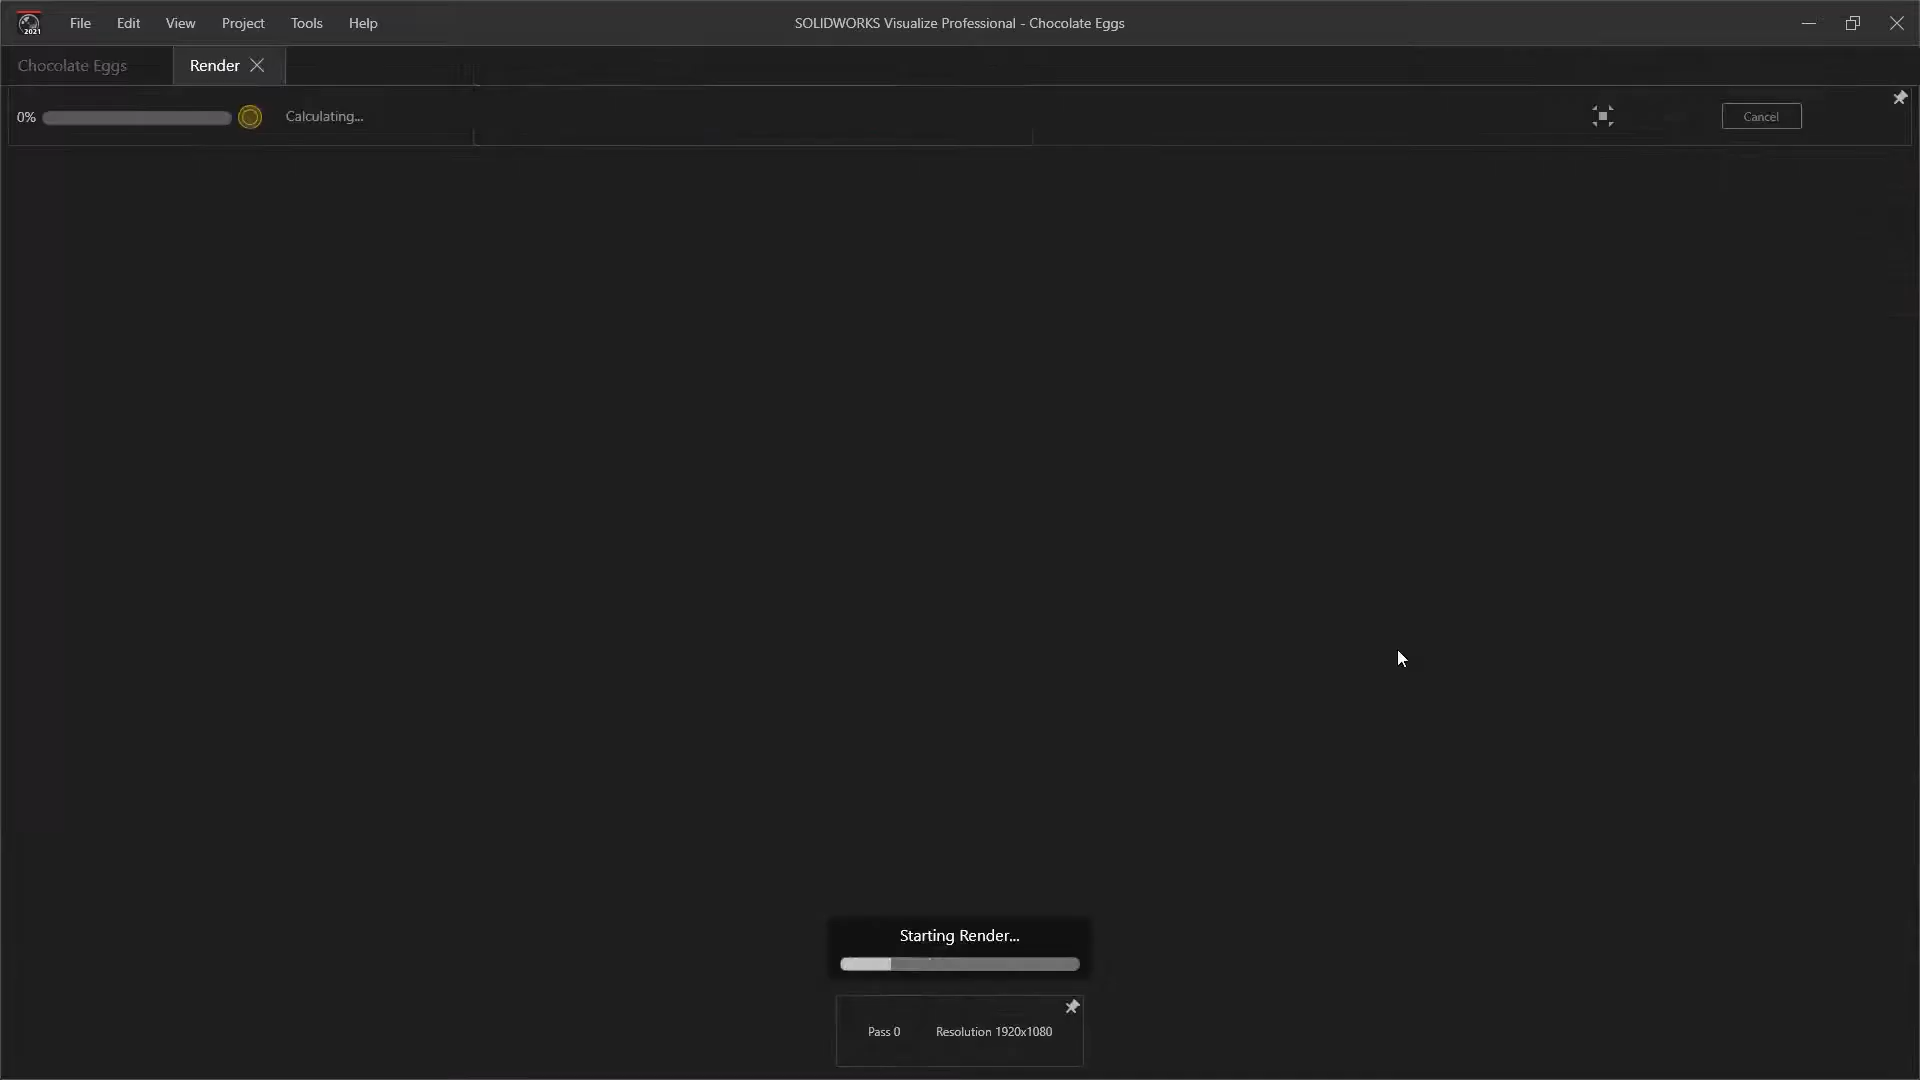 2021
File Edit View Project Tools Help
SOLIDWORKS Visualize Professional - Chocolate Eggs
Chocolate Eggs
Render
0%
Calculating...
Cancel
Starting Render...
Pass 0 Resolution 1920x1080